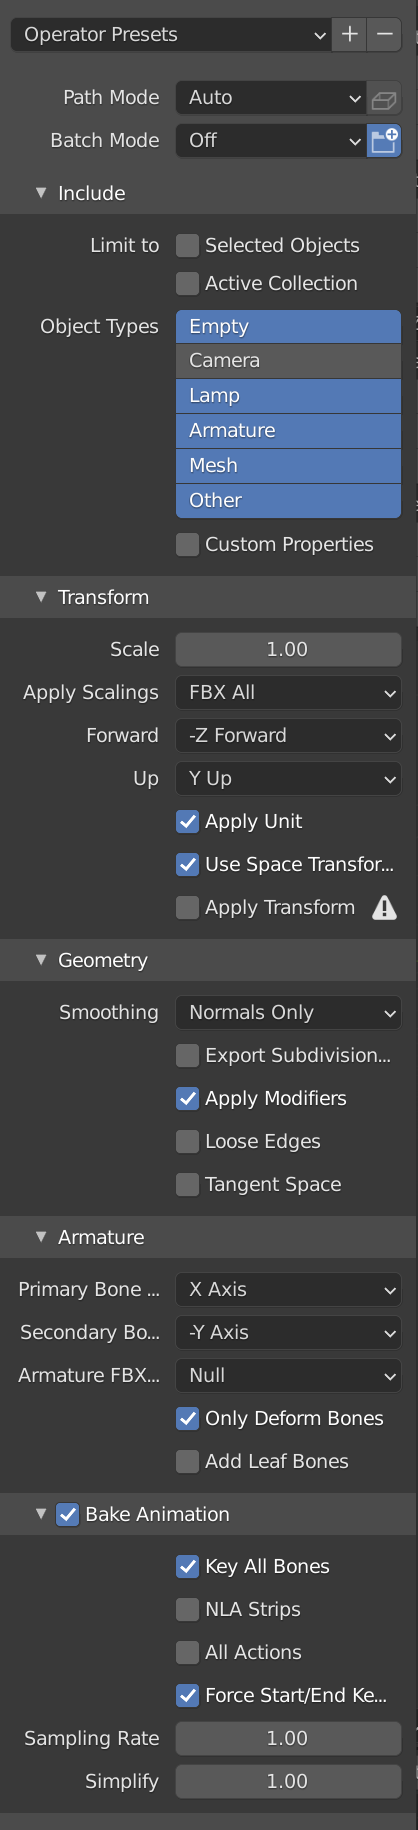 Operator Presets
Path Mode Auto
Batch Mode Off
Include
Limit to Selected Objects
Active Collection
Object Types Empty
Camera
Lamp
Armature
Mesh
Other
Custom Properties
Transform
Scale 1.00
Apply Scalings FBX All
Forward -Z Forward
Up Y Up
Apply Unit
Use Space Transfor...
Apply Transform
Geometry
Smoothing Normals Only
Export Subdivision...
Apply Modifiers
Loose Edges
Tangent Space
Armature
Primary Bone ... X Axis
Secondary Bo... -Y Axis
Armature FBX... Null
Only Deform Bones
Add Leaf Bones
Bake Animation
Key All Bones
NLA Strips
All Actions
Force Start/End Ke...
Sampling Rate 1.00
Simplify 1.00